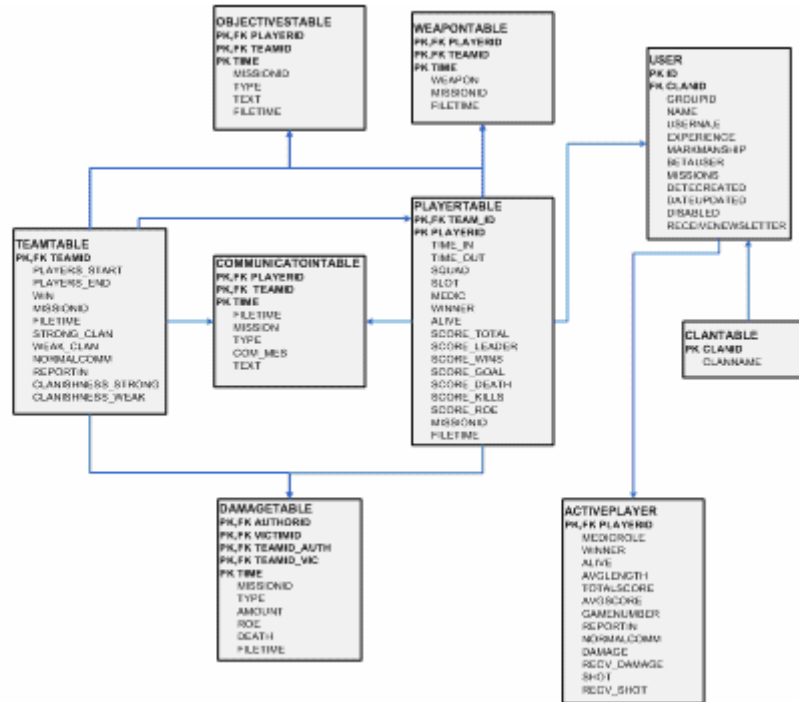 OBJECTIVESTABLE
PK,FK PLAYERID
PK,FK TEAMID
PK TIME
MISSIONID
TYPE
TEXT
FILETIME
WEAPONTABLE
PK,FK PLAYERID
PK,FK TEAMID
PK TIME
WEAPON
MISSIONID
FILETIME
USER
PK ID
FK CLANID
GROUPID
NAME
USERNAJE
EXPERIENCE
MARKMANSHIP
BETAUSER
MISSIONS
DETECREATED
DATEUPDATED
DISABLED
RECEIVENEWSLETTER
TEAMTABLE
PK,FK TEAMID
PLAYERS_START
PLAYERS_END
WIN
MISSIONID
FILETIME
STRONG_CLAN
WEAK_CLAN
NORMALCOMM
REPORTIN
CLANISHNESS_STRONG
CLANISHNESS_WEAK
COMMUNICATOINTABLE
PK,FK PLAYERID
PK,FK TEAMID
PK TIME
FILETIME
MISSION
TYPE
COM_MES
TEXT
PLAYERTABLE
PK,FK TEAM_ID
PK PLAYERID
TIME_IN
TIME_OUT
SQUAD
SLOT
MEDIC
WINNER
ALIVE
SCORE_TOTAL
SCORE_LEADER
SCORE_WINS
SCORE_GOAL
SCORE_DEATH
SCORE_KILLS
SCORE_ROE
MISSIONID
FILETIME
CLANTABLE
PK CLANID
CLANNAME
DAMAGETABLE
PK,FK AUTHORID
PK,FK VICTIMID
PK,FK TEAMID_AUTH
PK,FK TEAMID_VIC
PK TIME
MISSIONID
TYPE
AMOUNT
ROE
DEATH
FILETIME
ACTIVEPLAYER
PK,FK PLAYERID
MEDICROLE
WINNER
ALIVE
AVGLENGTH
TOTALSCORE
AVGSCORE
GAMENUMBER
REPORTIN
NORMALCOMM
DAMAGE
RECV_DAMAGE
SHOT
RECV_SHOT